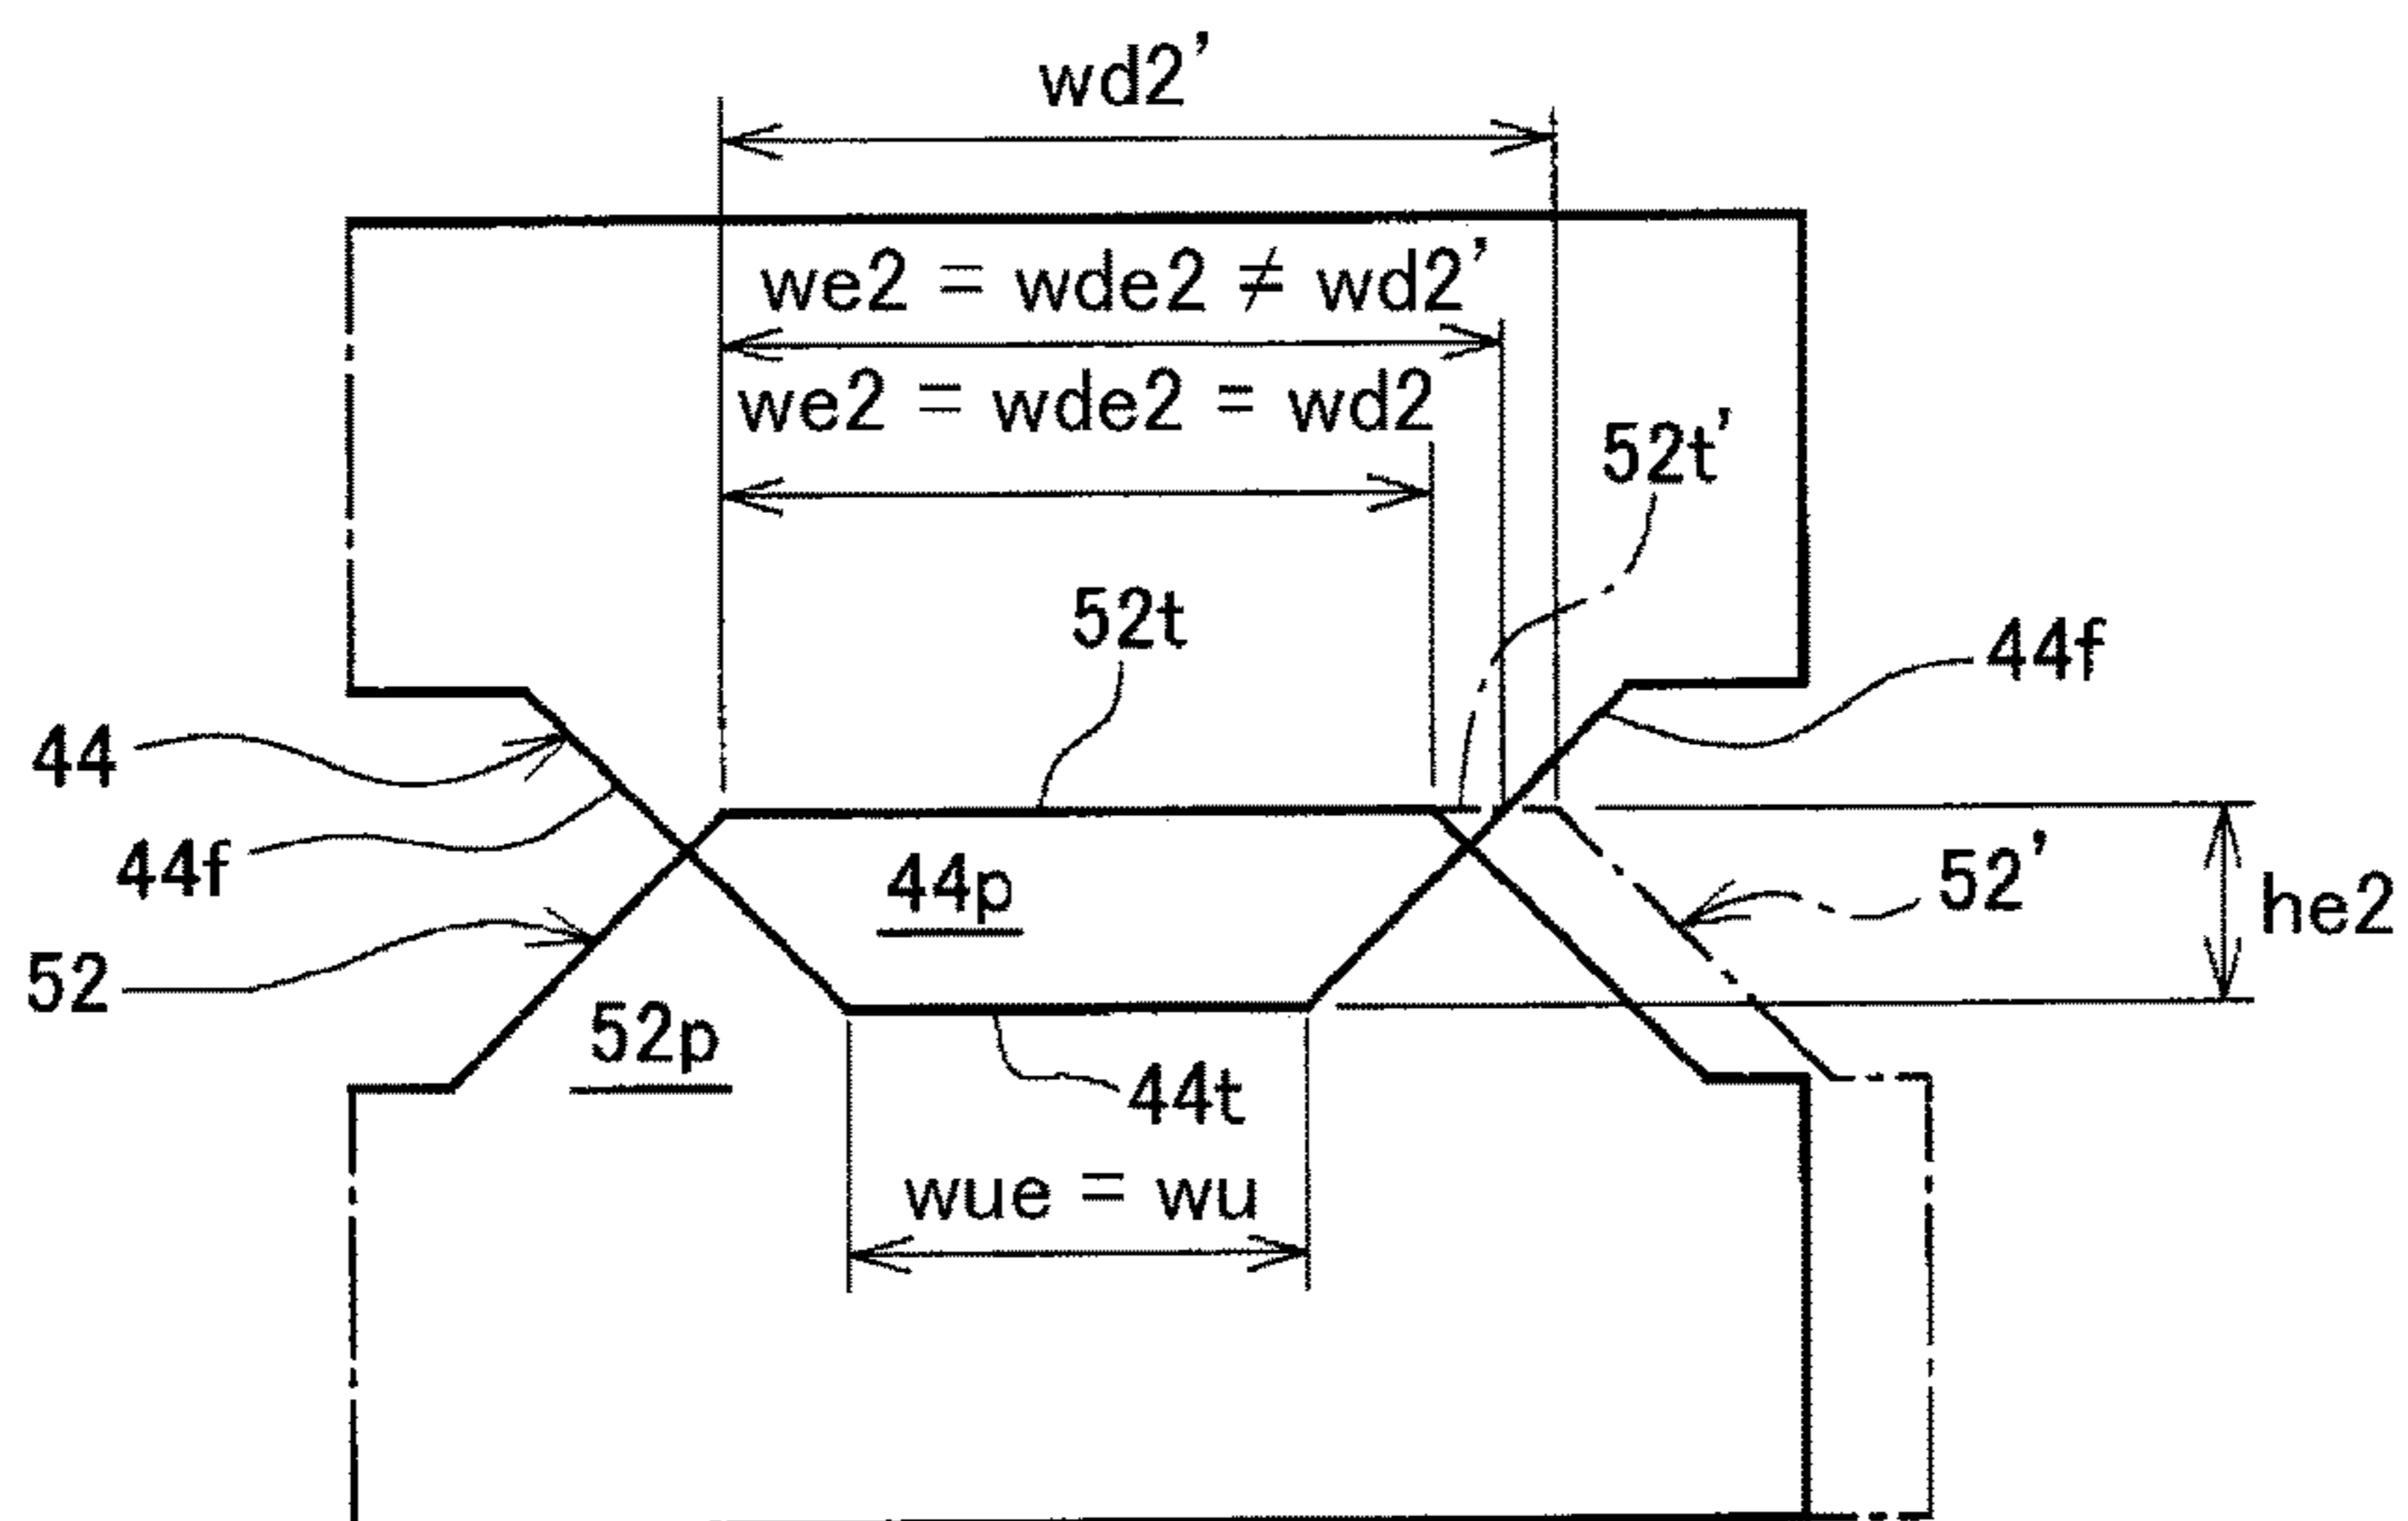 wd2'
we2 = wde2 ≠ wd2'
we2 = wde2 = wd2
52t'
52t
44f
44
44f
44p
52'
he2
52
52p
44t
wue = wu